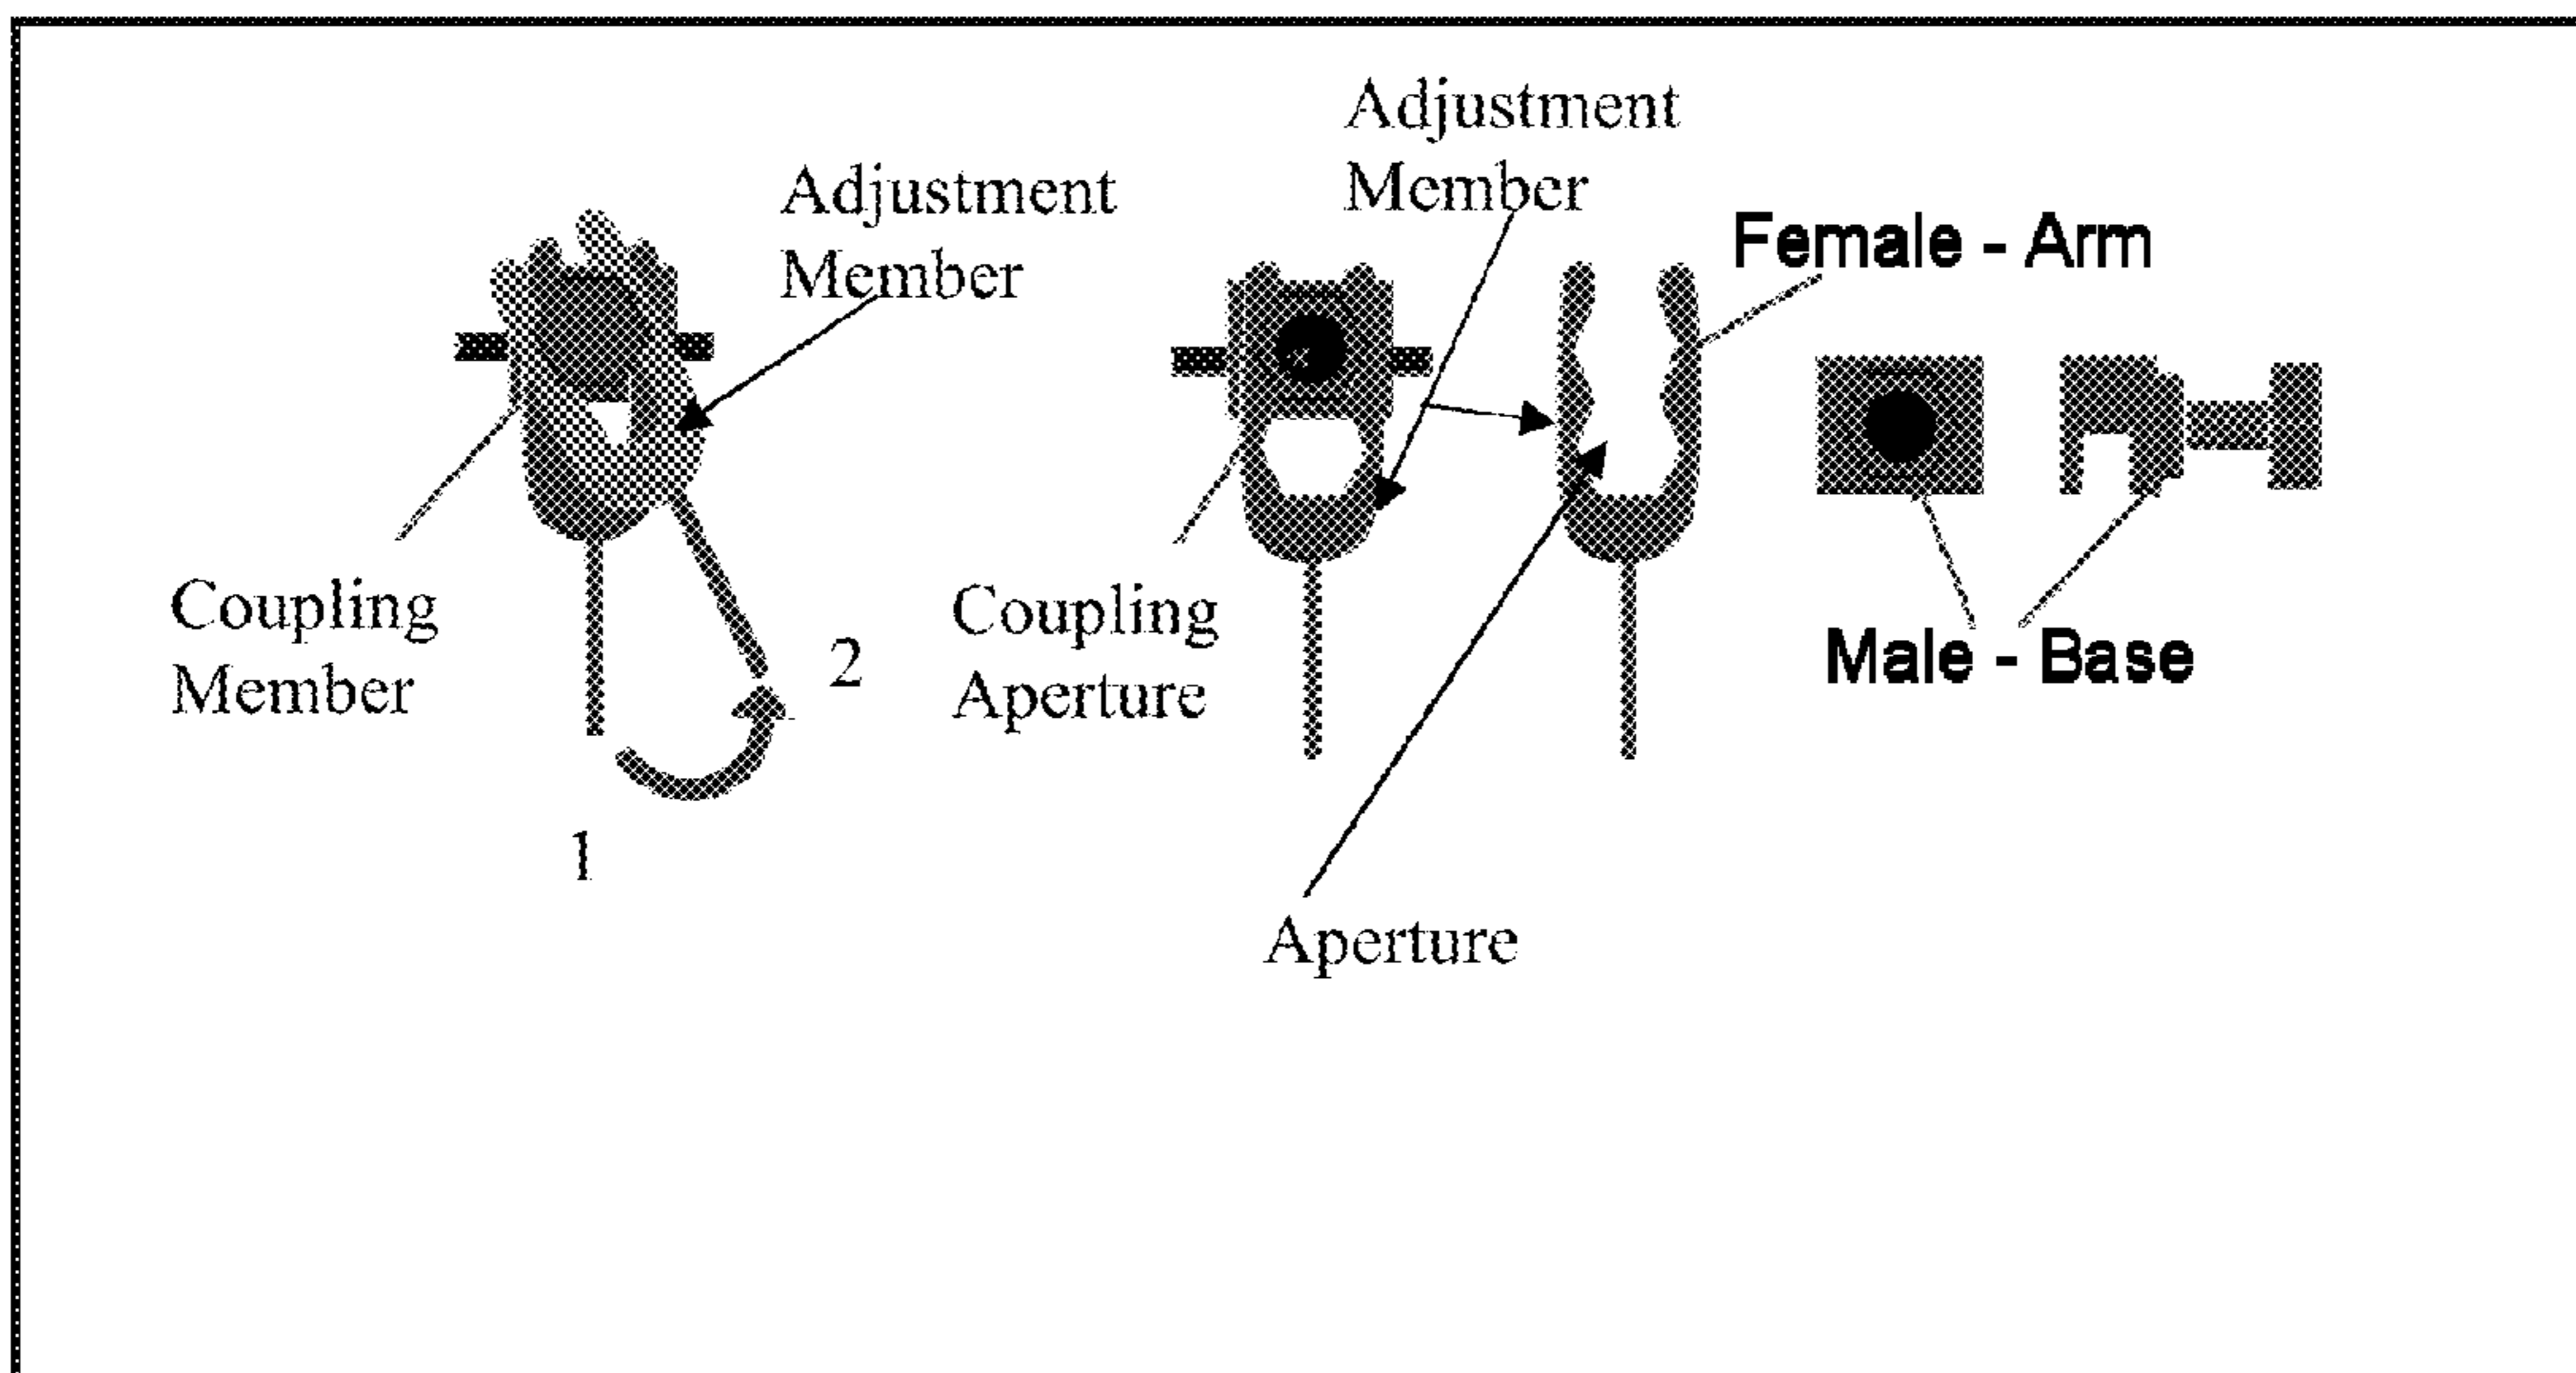 Adjustment
Member
Adjustment
Member
Female - Arm
Coupling
Member
2
Coupling
Aperture
Male - Base
1
Aperture